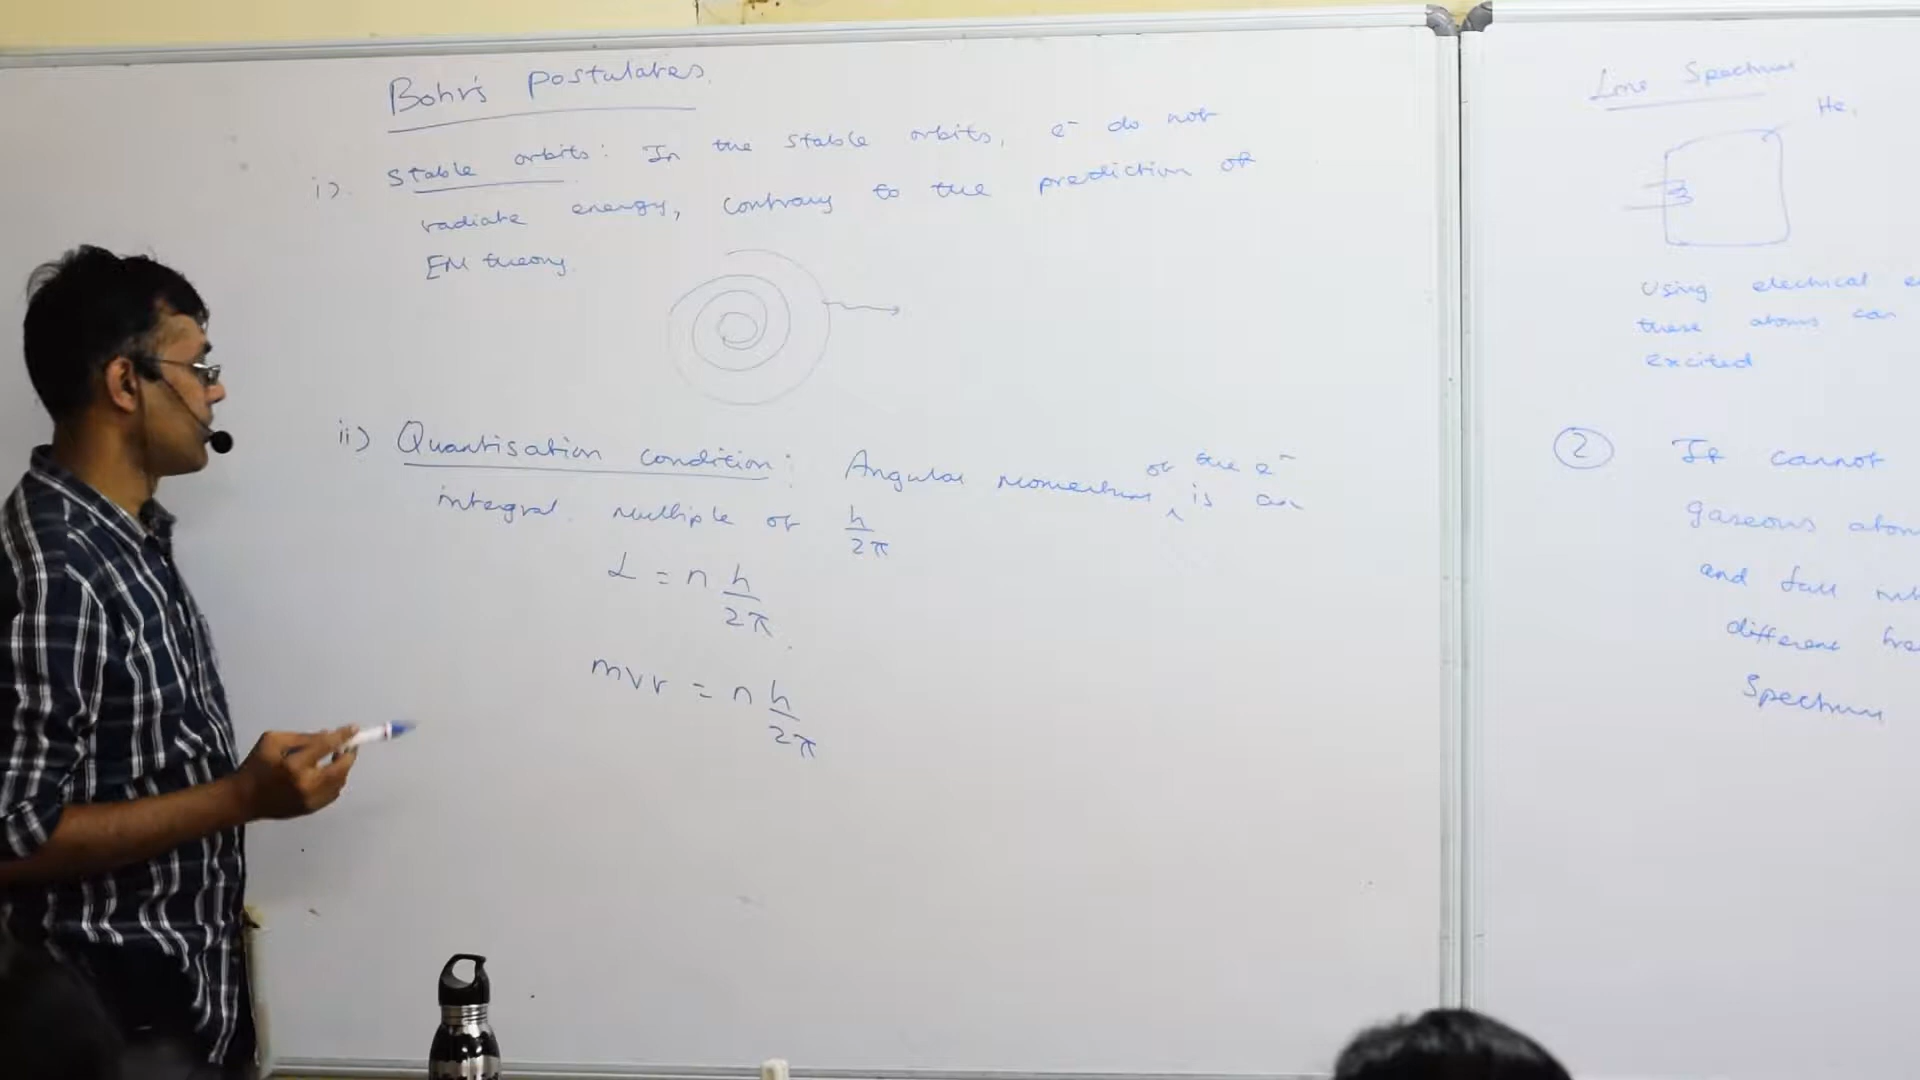 Bohr's postulates.
i). Stable orbits: In the stable orbits, e⁻ do not
radiate energy, contrary to the prediction of
EM theory.
ii) Quantisation condition: Angular momentum of the e⁻ is an
integral multiple of h/2π
L = n h/2π
mvr = n h/2π
Line Spectrum
He.
Using electrical
these atoms can
excited
2 It cannot
gaseous atom
and fall
different
Spectrum